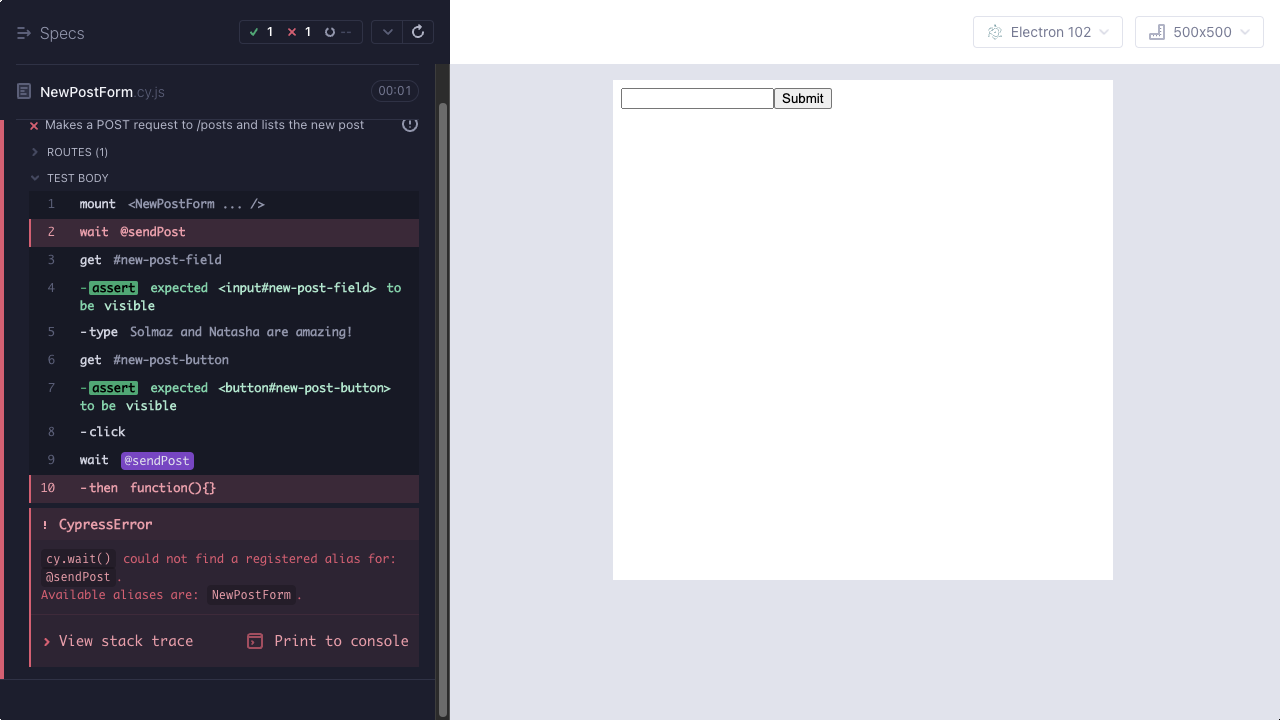 Specs
1 1 --
Electron 102
500x500
NewPostForm.cy.js 00:01
Makes a POST request to /posts and lists the new post
ROUTES (1)
TEST BODY
1 mount <NewPostForm ... />
2 wait @sendPost
3 get #new-post-field
4 -assert expected <input#new-post-field> to
be visible
5 -type Solmaz and Natasha are amazing!
6 get #new-post-button
7 -assert expected <button#new-post-button>
to be visible
8 -click
9 wait @sendPost
10 -then function(){}
! CypressError
cy.wait() could not find a registered alias for:
@sendPost.
Available aliases are: NewPostForm.
View stack trace
Print to console
Submit